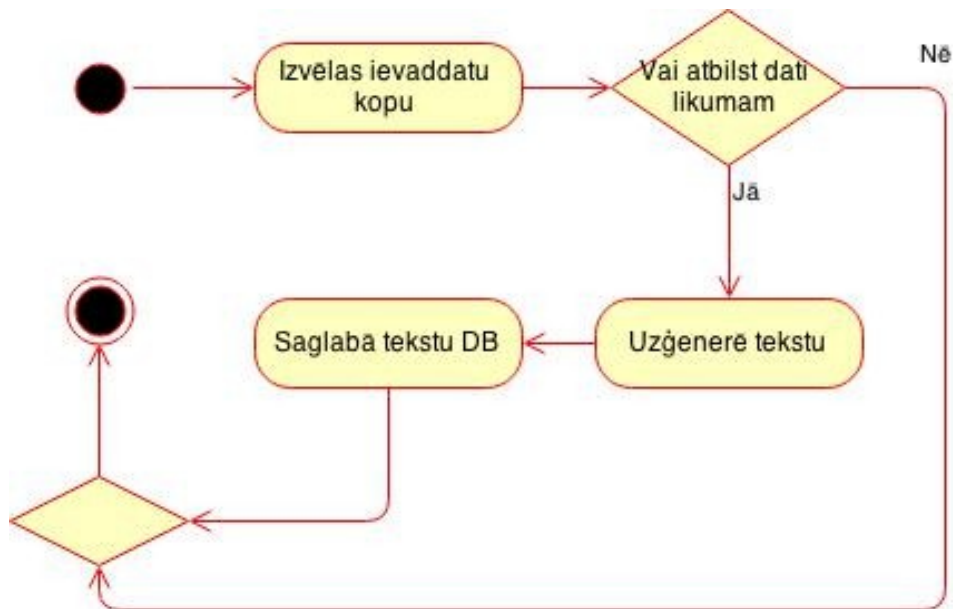 Izvēlas ievaddatu
kopu
Vai atbilst dati
likumam
Nē
Jā
Saglabā tekstu DB
Uzģenerē tekstu